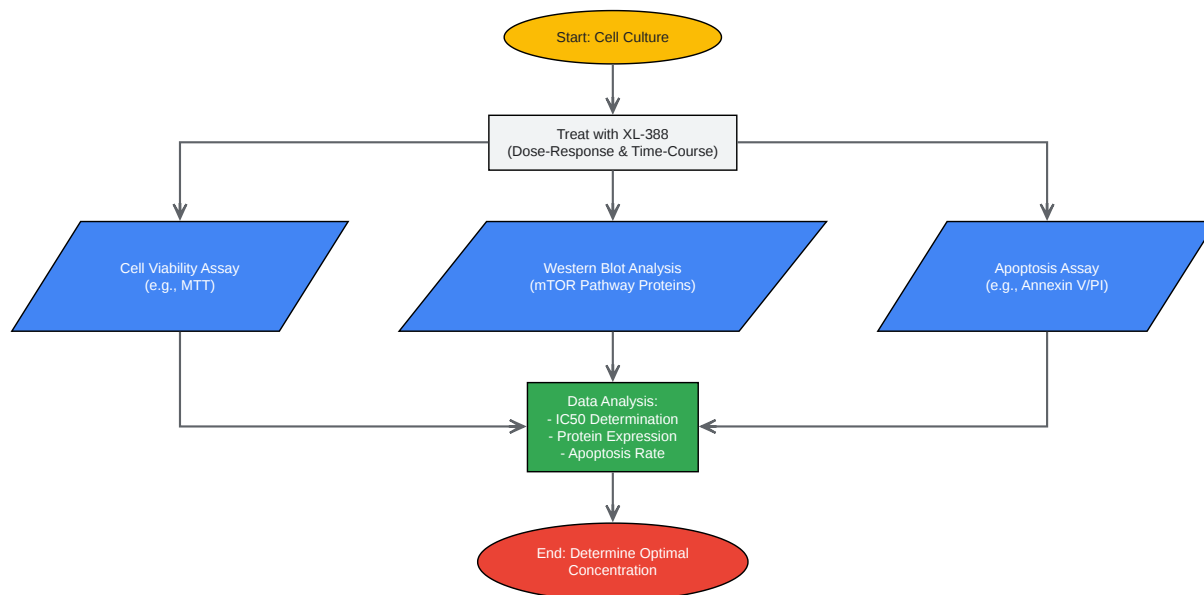 Start: Cell Culture
Treat with XL-388
(Dose-Response & Time-Course)
Cell Viability Assay
(e.g., MTT)
Western Blot Analysis
(mTOR Pathway Proteins)
Apoptosis Assay
(e.g., Annexin V/PI)
Data Analysis:
- IC50 Determination
- Protein Expression
- Apoptosis Rate
End: Determine Optimal
Concentration